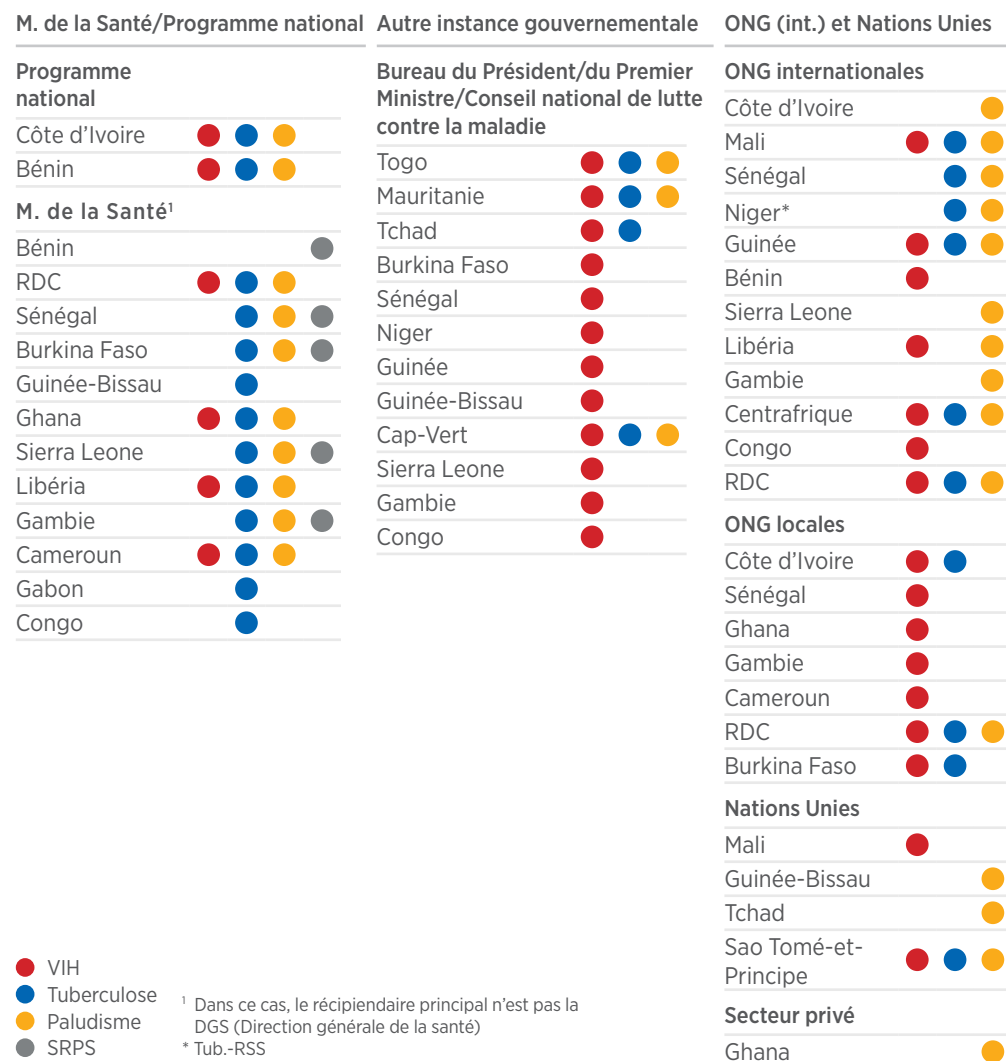 M. de la Santé/Programme national
Programme
national
Côte d'Ivoire
Bénin
M. de la Santé¹
Bénin
RDC
Sénégal
Burkina Faso
Guinée-Bissau
Ghana
Sierra Leone
Libéria
Gambie
Cameroun
Gabon
Congo
Autre instance gouvernementale
Bureau du Président/du Premier
Ministre/Conseil national de lutte
contre la maladie
Togo
Mauritanie
Tchad
Burkina Faso
Sénégal
Niger
Guinée
Guinée-Bissau
Cap-Vert
Sierra Leone
Gambie
Congo
ONG (int.) et Nations Unies
ONG internationales
Côte d'Ivoire
Mali
Sénégal
Niger*
Guinée
Bénin
Sierra Leone
Libéria
Gambie
Centrafrique
Congo
RDC
ONG locales
Côte d'Ivoire
Sénégal
Ghana
Gambie
Cameroun
RDC
Burkina Faso
Nations Unies
Mali
Guinée-Bissau
Tchad
Sao Tomé-et-
Principe
Secteur privé
Ghana
VIH
Tuberculose
Paludisme
SRPS
¹ Dans ce cas, le récipiendaire principal n'est pas la
DGS (Direction générale de la santé)
* Tub.-RSS